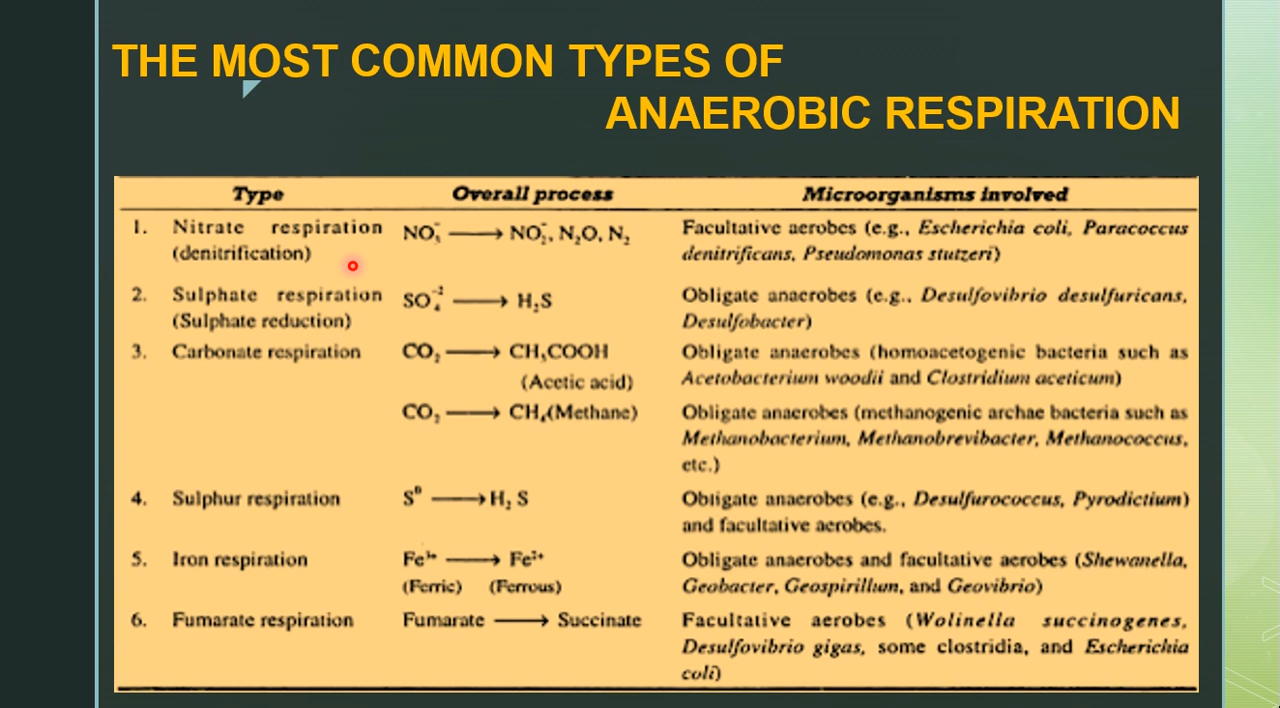 THE MOST COMMON TYPES OF
ANAEROBIC RESPIRATION
Type Overall process Microorganisms involved
1. Nitrate respiration NO₃⁻ ⟶ NO₂⁻, N₂O, N₂ Facultative aerobes (e.g., Escherichia coli, Paracoccus
(denitrification) denitrificans, Pseudomonas stutzeri)
2. Sulphate respiration SO₄⁻² ⟶ H₂S Obligate anaerobes (e.g., Desulfovibrio desulfuricans,
(Sulphate reduction) Desulfobacter)
3. Carbonate respiration CO₂ ⟶ CH₃COOH Obligate anaerobes (homoacetogenic bacteria such as
(Acetic acid) Acetobacterium woodii and Clostridium aceticum)
CO₂ ⟶ CH₄(Methane) Obligate anaerobes (methanogenic archae bacteria such as
Methanobacterium, Methanobrevibacter, Methanococcus,
etc.)
4. Sulphur respiration S⁰ ⟶ H₂ S Obligate anaerobes (e.g., Desulfurococcus, Pyrodictium)
and facultative aerobes.
5. Iron respiration Fe³⁺ ⟶ Fe²⁺ Obligate anaerobes and facultative aerobes (Shewanella,
(Ferric) (Ferrous) Geobacter, Geospirillum, and Geovibrio)
6. Fumarate respiration Fumarate ⟶ Succinate Facultative aerobes (Wolinella succinogenes,
Desulfovibrio gigas, some clostridia, and Escherichia
coli)